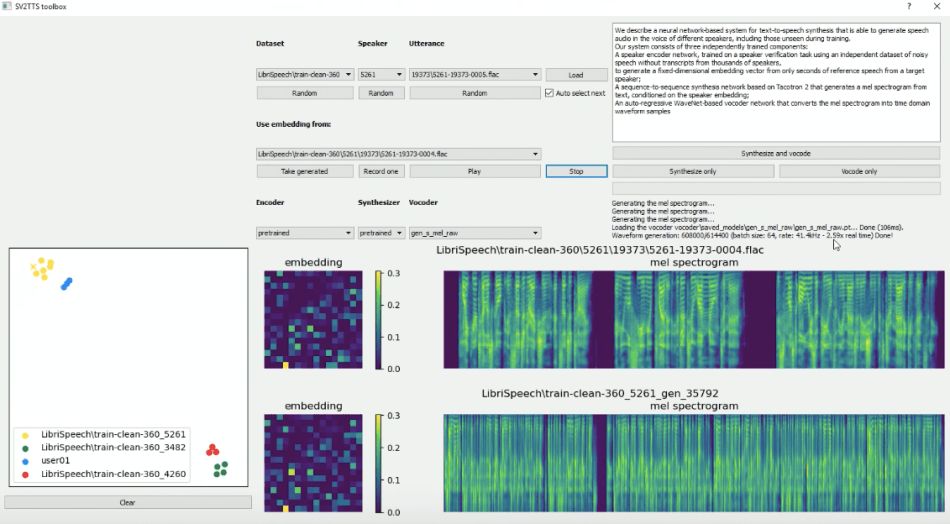 SV2TTS toolbox
? ×
Dataset Speaker Utterance
LibriSpeech\train-clean-360 5261 19373\5261-19373-0005.flac Load
Random Random Random Auto select next
Use embedding from:
LibriSpeech\train-clean-360\5261\19373\5261-19373-0004.flac
Take generated Record one Play Stop
Encoder Synthesizer Vocoder
pretrained pretrained gen_s_mel_raw
We describe a neural network-based system for text-to-speech synthesis that is able to generate speech
audio in the voice of different speakers, including those unseen during training.
Our system consists of three independently trained components:
A speaker encoder network, trained on a speaker verification task using an independent dataset of noisy
speech without transcripts from thousands of speakers,
to generate a fixed-dimensional embedding vector from only seconds of reference speech from a target
speaker;
A sequence-to-sequence synthesis network based on Tacotron 2 that generates a mel spectrogram from
text, conditioned on the speaker embedding;
An auto-regressive WaveNet-based vocoder network that converts the mel spectrogram into time domain
waveform samples
Synthesize and vocode
Synthesize only Vocode only
Generating the mel spectrogram...
Generating the mel spectrogram...
Generating the mel spectrogram...
Loading the vocoder vocoder\saved_models\gen_s_mel_raw\gen_s_mel_raw.pt... Done (106ms).
Waveform generation: 608000/614400 (batch size: 64, rate: 41.4kHz - 2.59x real time) Done!
LibriSpeech\train-clean-360\5261\19373\5261-19373-0004.flac
embedding mel spectrogram
0.3
0.2
0.1
0.0
LibriSpeech\train-clean-360_5261_gen_35792
embedding mel spectrogram
0.3
0.2
0.1
0.0
LibriSpeech\train-clean-360_5261
LibriSpeech\train-clean-360_3482
user01
LibriSpeech\train-clean-360_4260
Clear